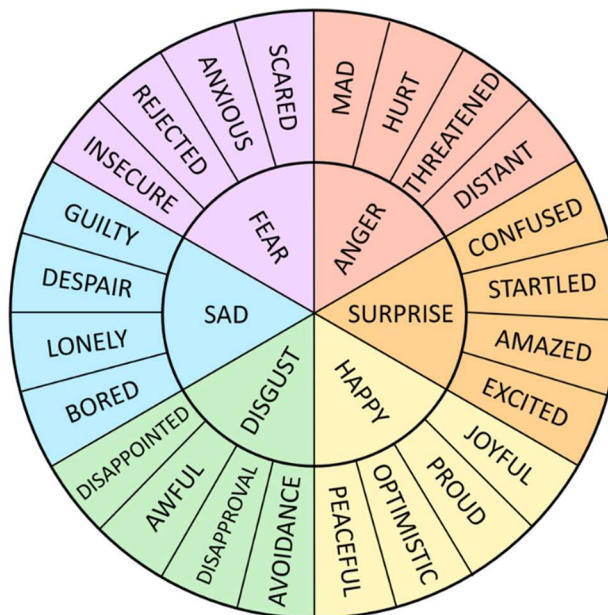 MAD
HURT
THREATENED
DISTANT
CONFUSED
STARTLED
AMAZED
EXCITED
JOYFUL
PROUD
OPTIMISTIC
PEACEFUL
AVOIDANCE
DISAPPROVAL
AWFUL
DISAPPOINTED
BORED
LONELY
DESPAIR
GUILTY
INSECURE
REJECTED
ANXIOUS
SCARED
ANGER
SURPRISE
HAPPY
DISGUST
SAD
FEAR